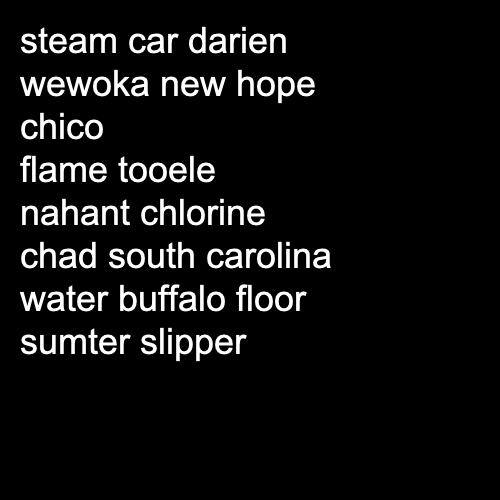 steam car darien
wewoka new hope
chico
flame tooele
nahant chlorine
chad south carolina
water buffalo floor
sumter slipper